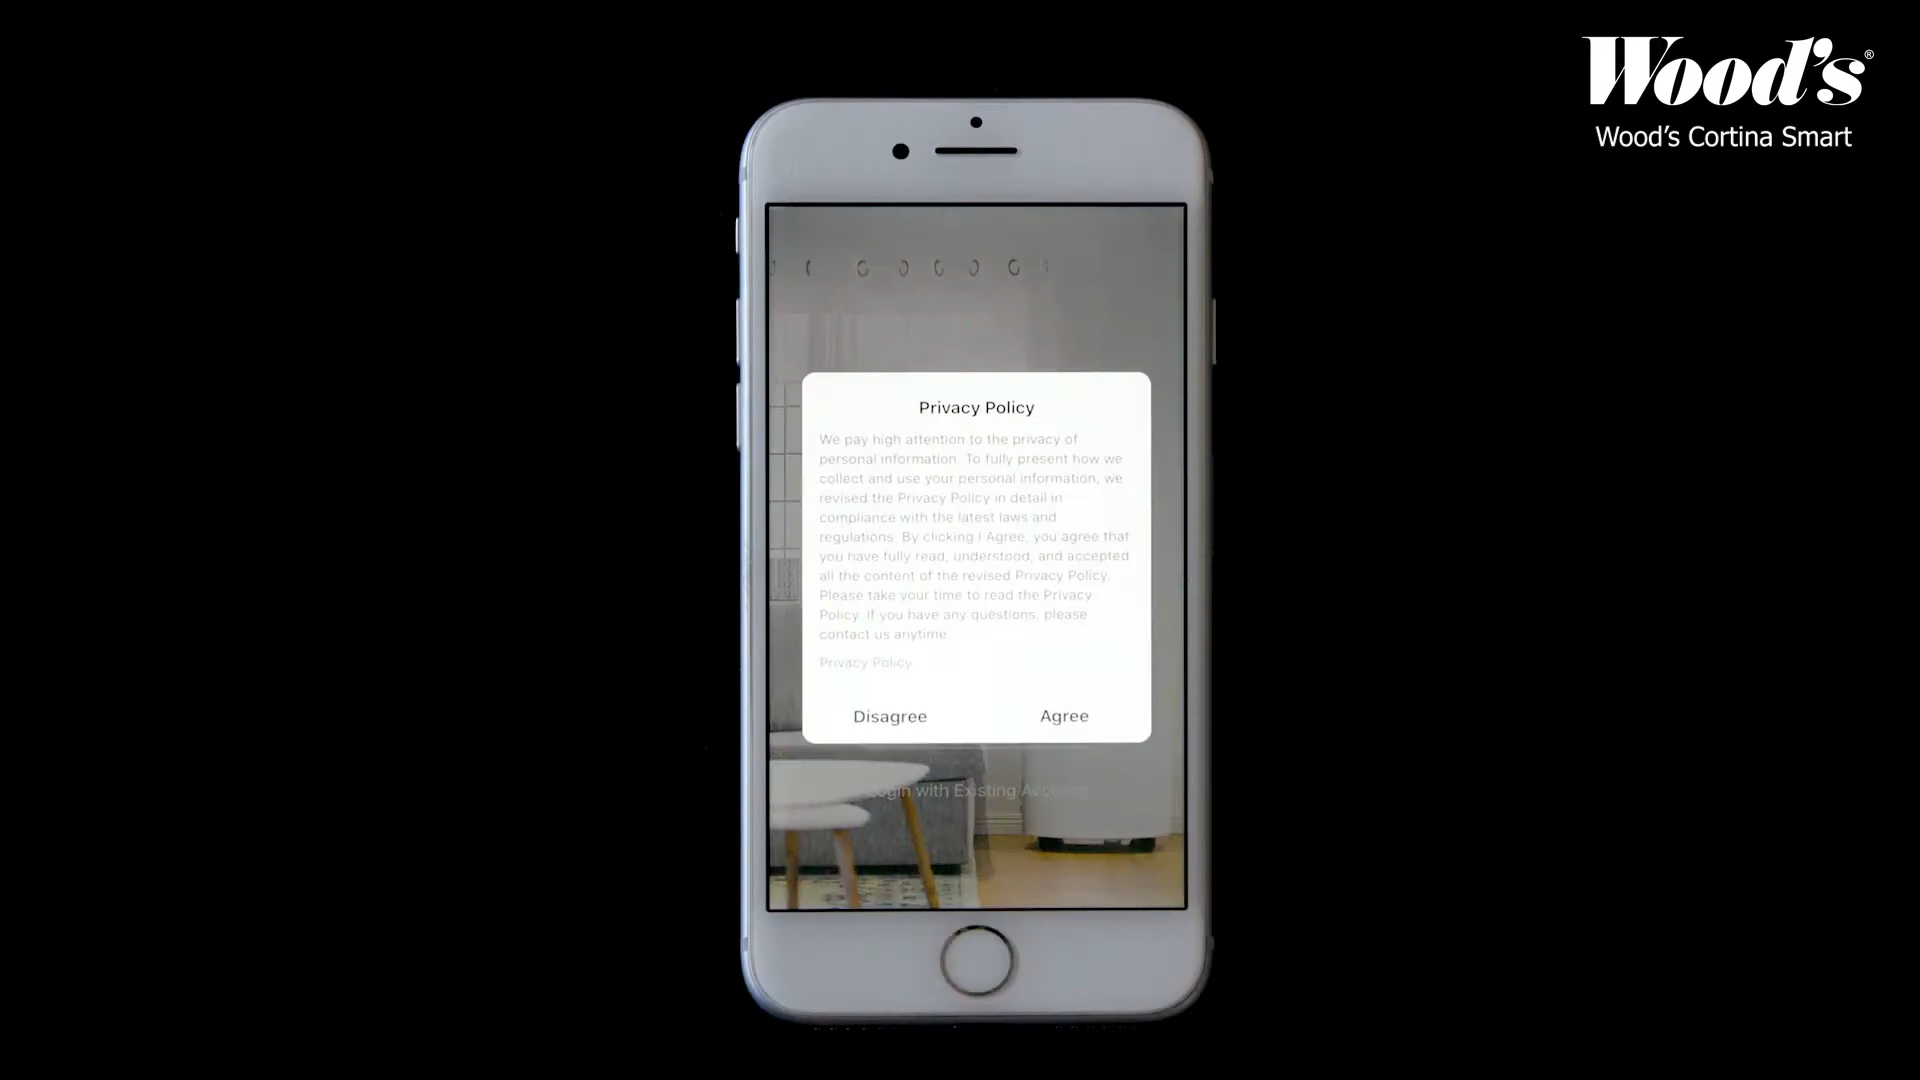 Wood's®
Wood's Cortina Smart
Privacy Policy
We pay high attention to the privacy of
personal information. To fully present how we
collect and use your personal information, we
revised the Privacy Policy in detail in
compliance with the latest laws and
regulations. By clicking I Agree, you agree that
you have fully read, understood, and accepted
all the content of the revised Privacy Policy.
Please take your time to read the Privacy
Policy. If you have any questions, please
contact us anytime.
Privacy Policy
Disagree
Agree
Login with Existing Account